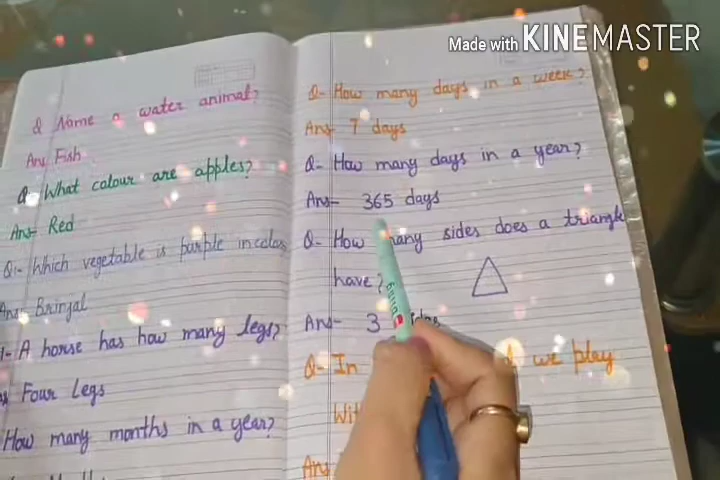 Made with KINEMASTER
Q Name a water animal?
Ans Fish
Q- What colour are apples?
Ans- Red
Q:- Which vegetable is purple in color
Ans- Brinjal
- A horse has how many legs?
Four Legs
How many months in a year?
Q- How many days in a week?
Ans- 7 days
Q- How many days in a year?
Ans- 365 days
Q- How many sides does a triangle
have?
Ans- 3
Q- In we play
Ans